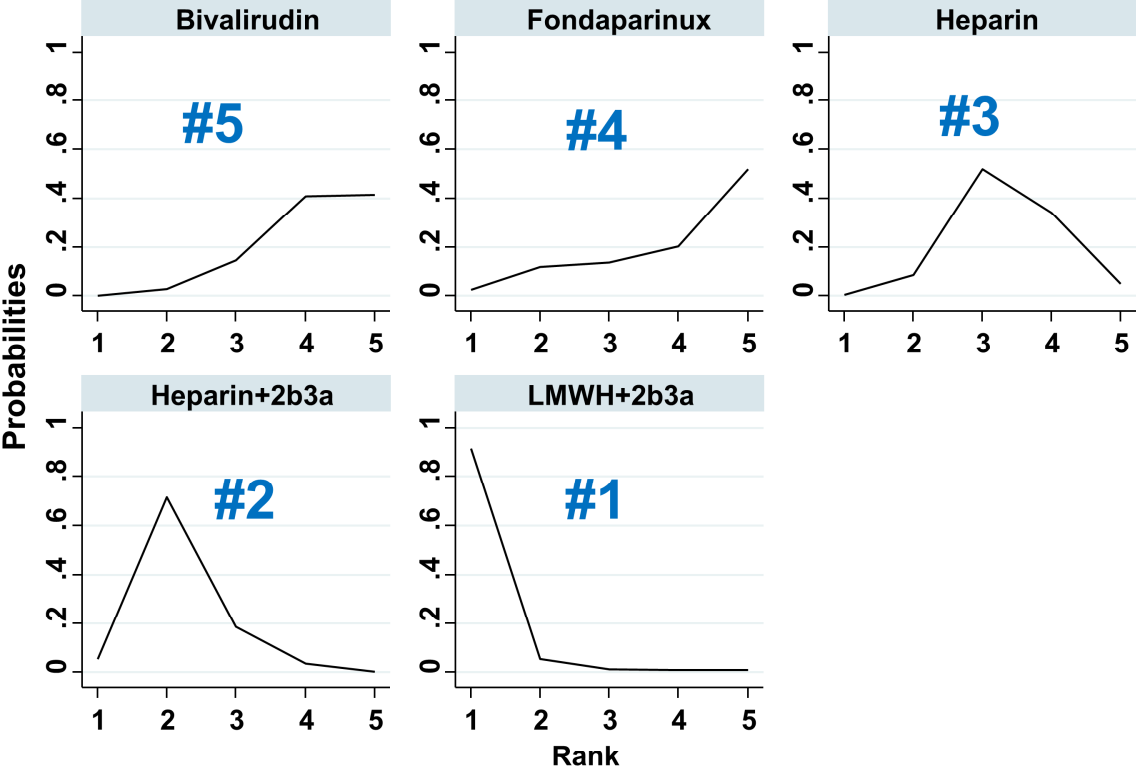 Bivalirudin
Fondaparinux
Heparin
#5
#4
#3
1
.8
.6
.4
.2
0
1
.8
.6
.4
.2
0
1
.8
.6
.4
.2
0
1 2 3 4 5
1 2 3 4 5
1 2 3 4 5
Probabilities
Heparin+2b3a
LMWH+2b3a
#2
#1
1
.8
.6
.4
.2
0
1
.8
.6
.4
.2
0
1 2 3 4 5
1 2 3 4 5
Rank